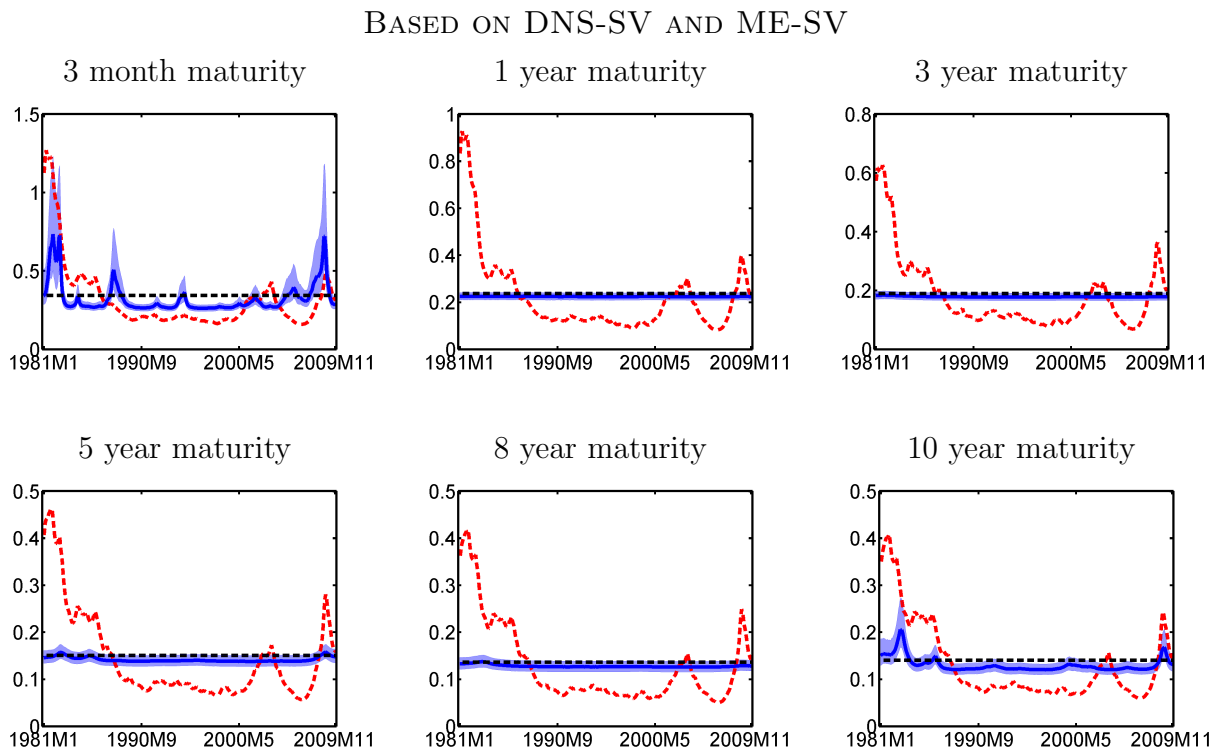 BASED ON DNS-SV AND ME-SV
3 month maturity
1.5
1
0.5
0
1981M1 1990M9 2000M5 2009M11
1 year maturity
1
0.8
0.6
0.4
0.2
0
1981M1 1990M9 2000M5 2009M11
3 year maturity
0.8
0.6
0.4
0.2
0
1981M1 1990M9 2000M5 2009M11
5 year maturity
0.5
0.4
0.3
0.2
0.1
0
1981M1 1990M9 2000M5 2009M11
8 year maturity
0.5
0.4
0.3
0.2
0.1
0
1981M1 1990M9 2000M5 2009M11
10 year maturity
0.5
0.4
0.3
0.2
0.1
0
1981M1 1990M9 2000M5 2009M11